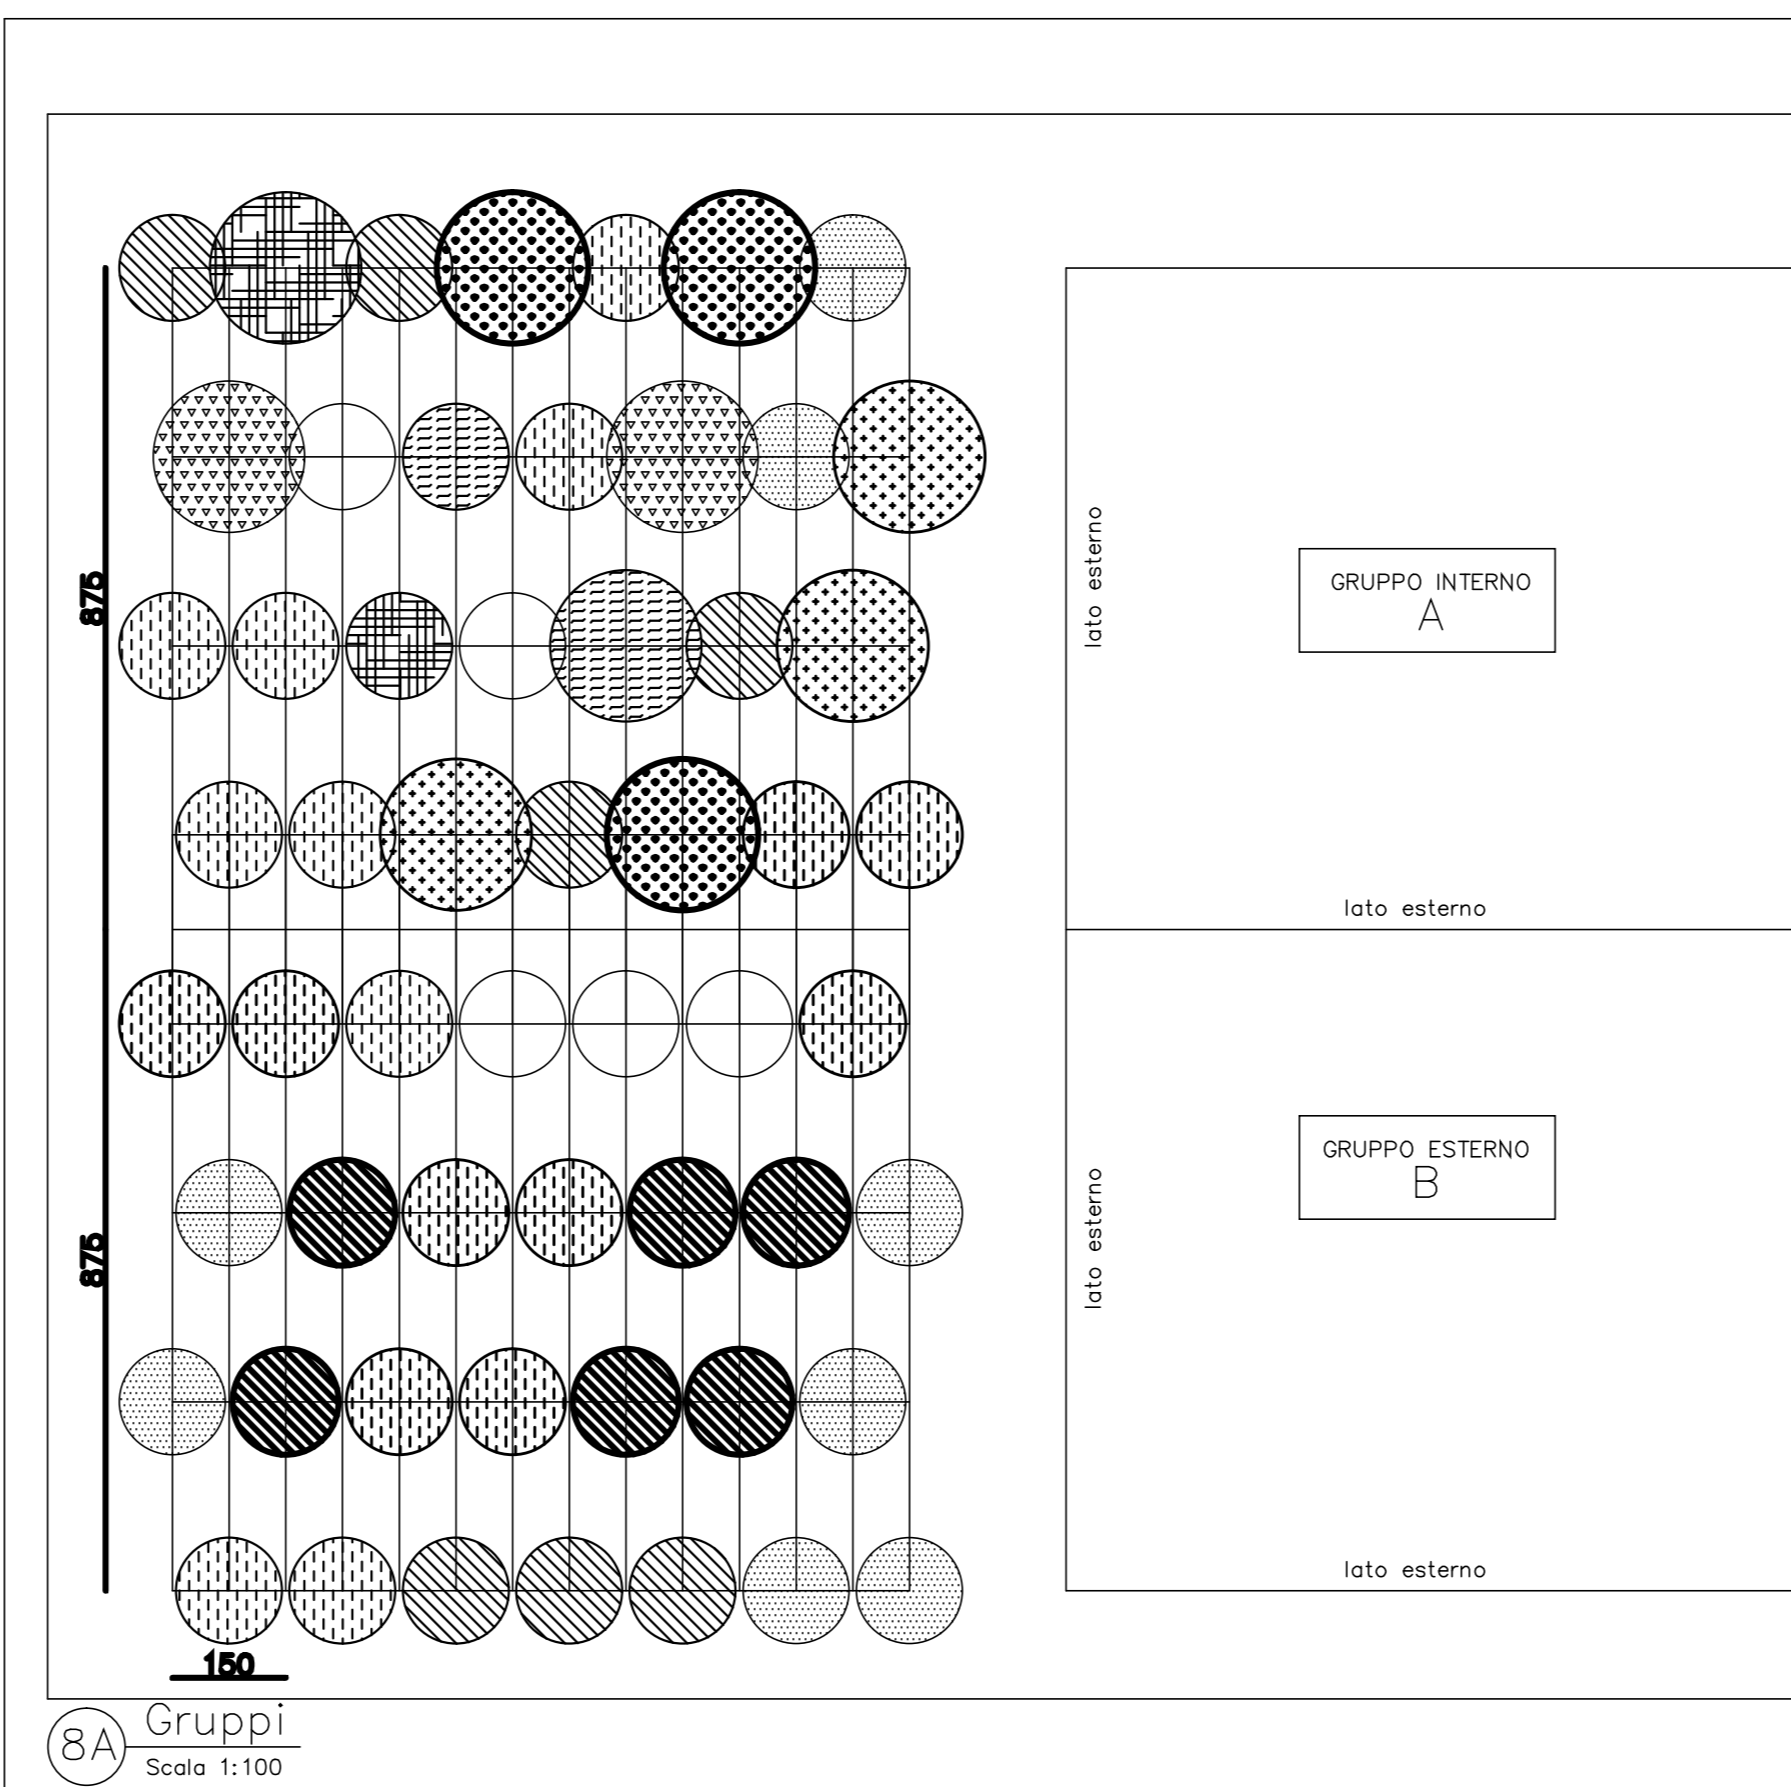 875
lato esterno
GRUPPO INTERNO
A
lato esterno
875
lato esterno
GRUPPO ESTERNO
B
lato esterno
150
8A
Gruppi
Scala 1:100